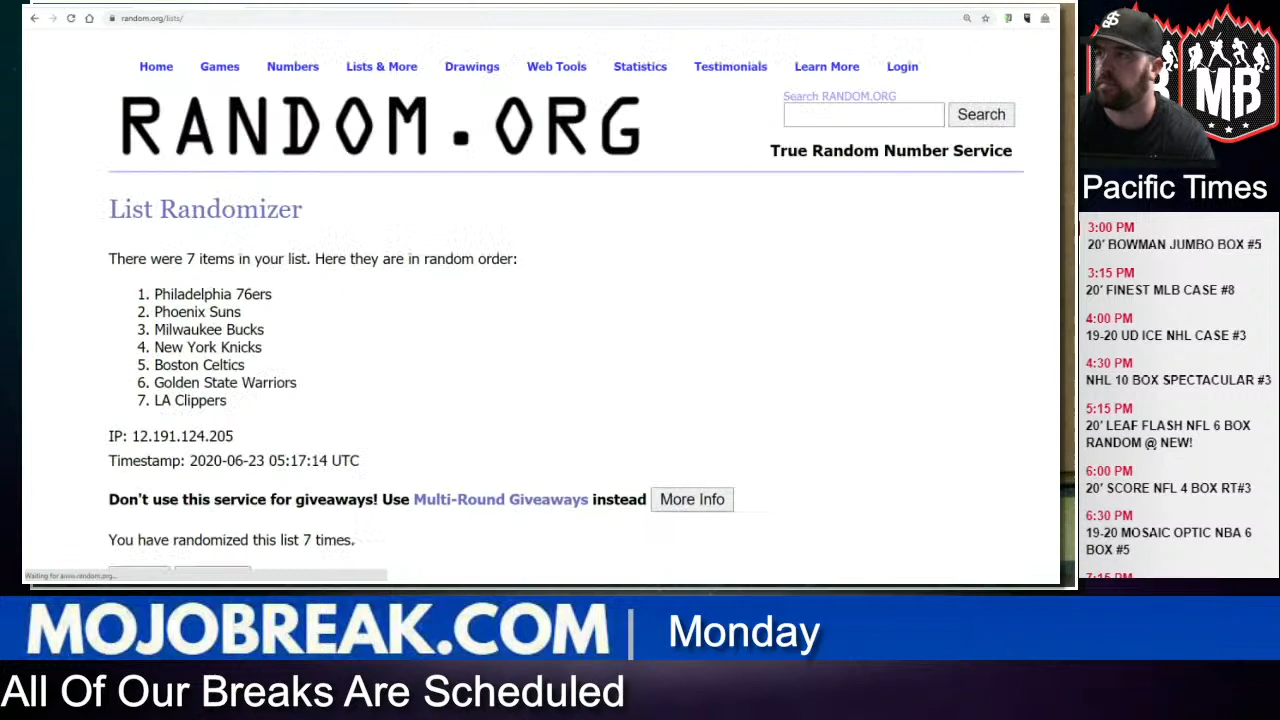 random.org/lists/
Home Games Numbers Lists & More Drawings Web Tools Statistics Testimonials Learn More Login
RANDOM.ORG
Search RANDOM.ORG
Search
True Random Number Service
List Randomizer
There were 7 items in your list. Here they are in random order:
1. Philadelphia 76ers
2. Phoenix Suns
3. Milwaukee Bucks
4. New York Knicks
5. Boston Celtics
6. Golden State Warriors
7. LA Clippers
IP: 12.191.124.205
Timestamp: 2020-06-23 05:17:14 UTC
Don't use this service for giveaways! Use Multi-Round Giveaways instead More Info
You have randomized this list 7 times.
Waiting for www.random.org...
$
MB
Pacific Times
3:00 PM
20' BOWMAN JUMBO BOX #5
3:15 PM
20' FINEST MLB CASE #8
4:00 PM
19-20 UD ICE NHL CASE #3
4:30 PM
NHL 10 BOX SPECTACULAR #3
5:15 PM
20' LEAF FLASH NFL 6 BOX
RANDOM @ NEW!
6:00 PM
20' SCORE NFL 4 BOX RT#3
6:30 PM
19-20 MOSAIC OPTIC NBA 6
BOX #5
7:15 PM
MOJOBREAK.COM | Monday
All Of Our Breaks Are Scheduled